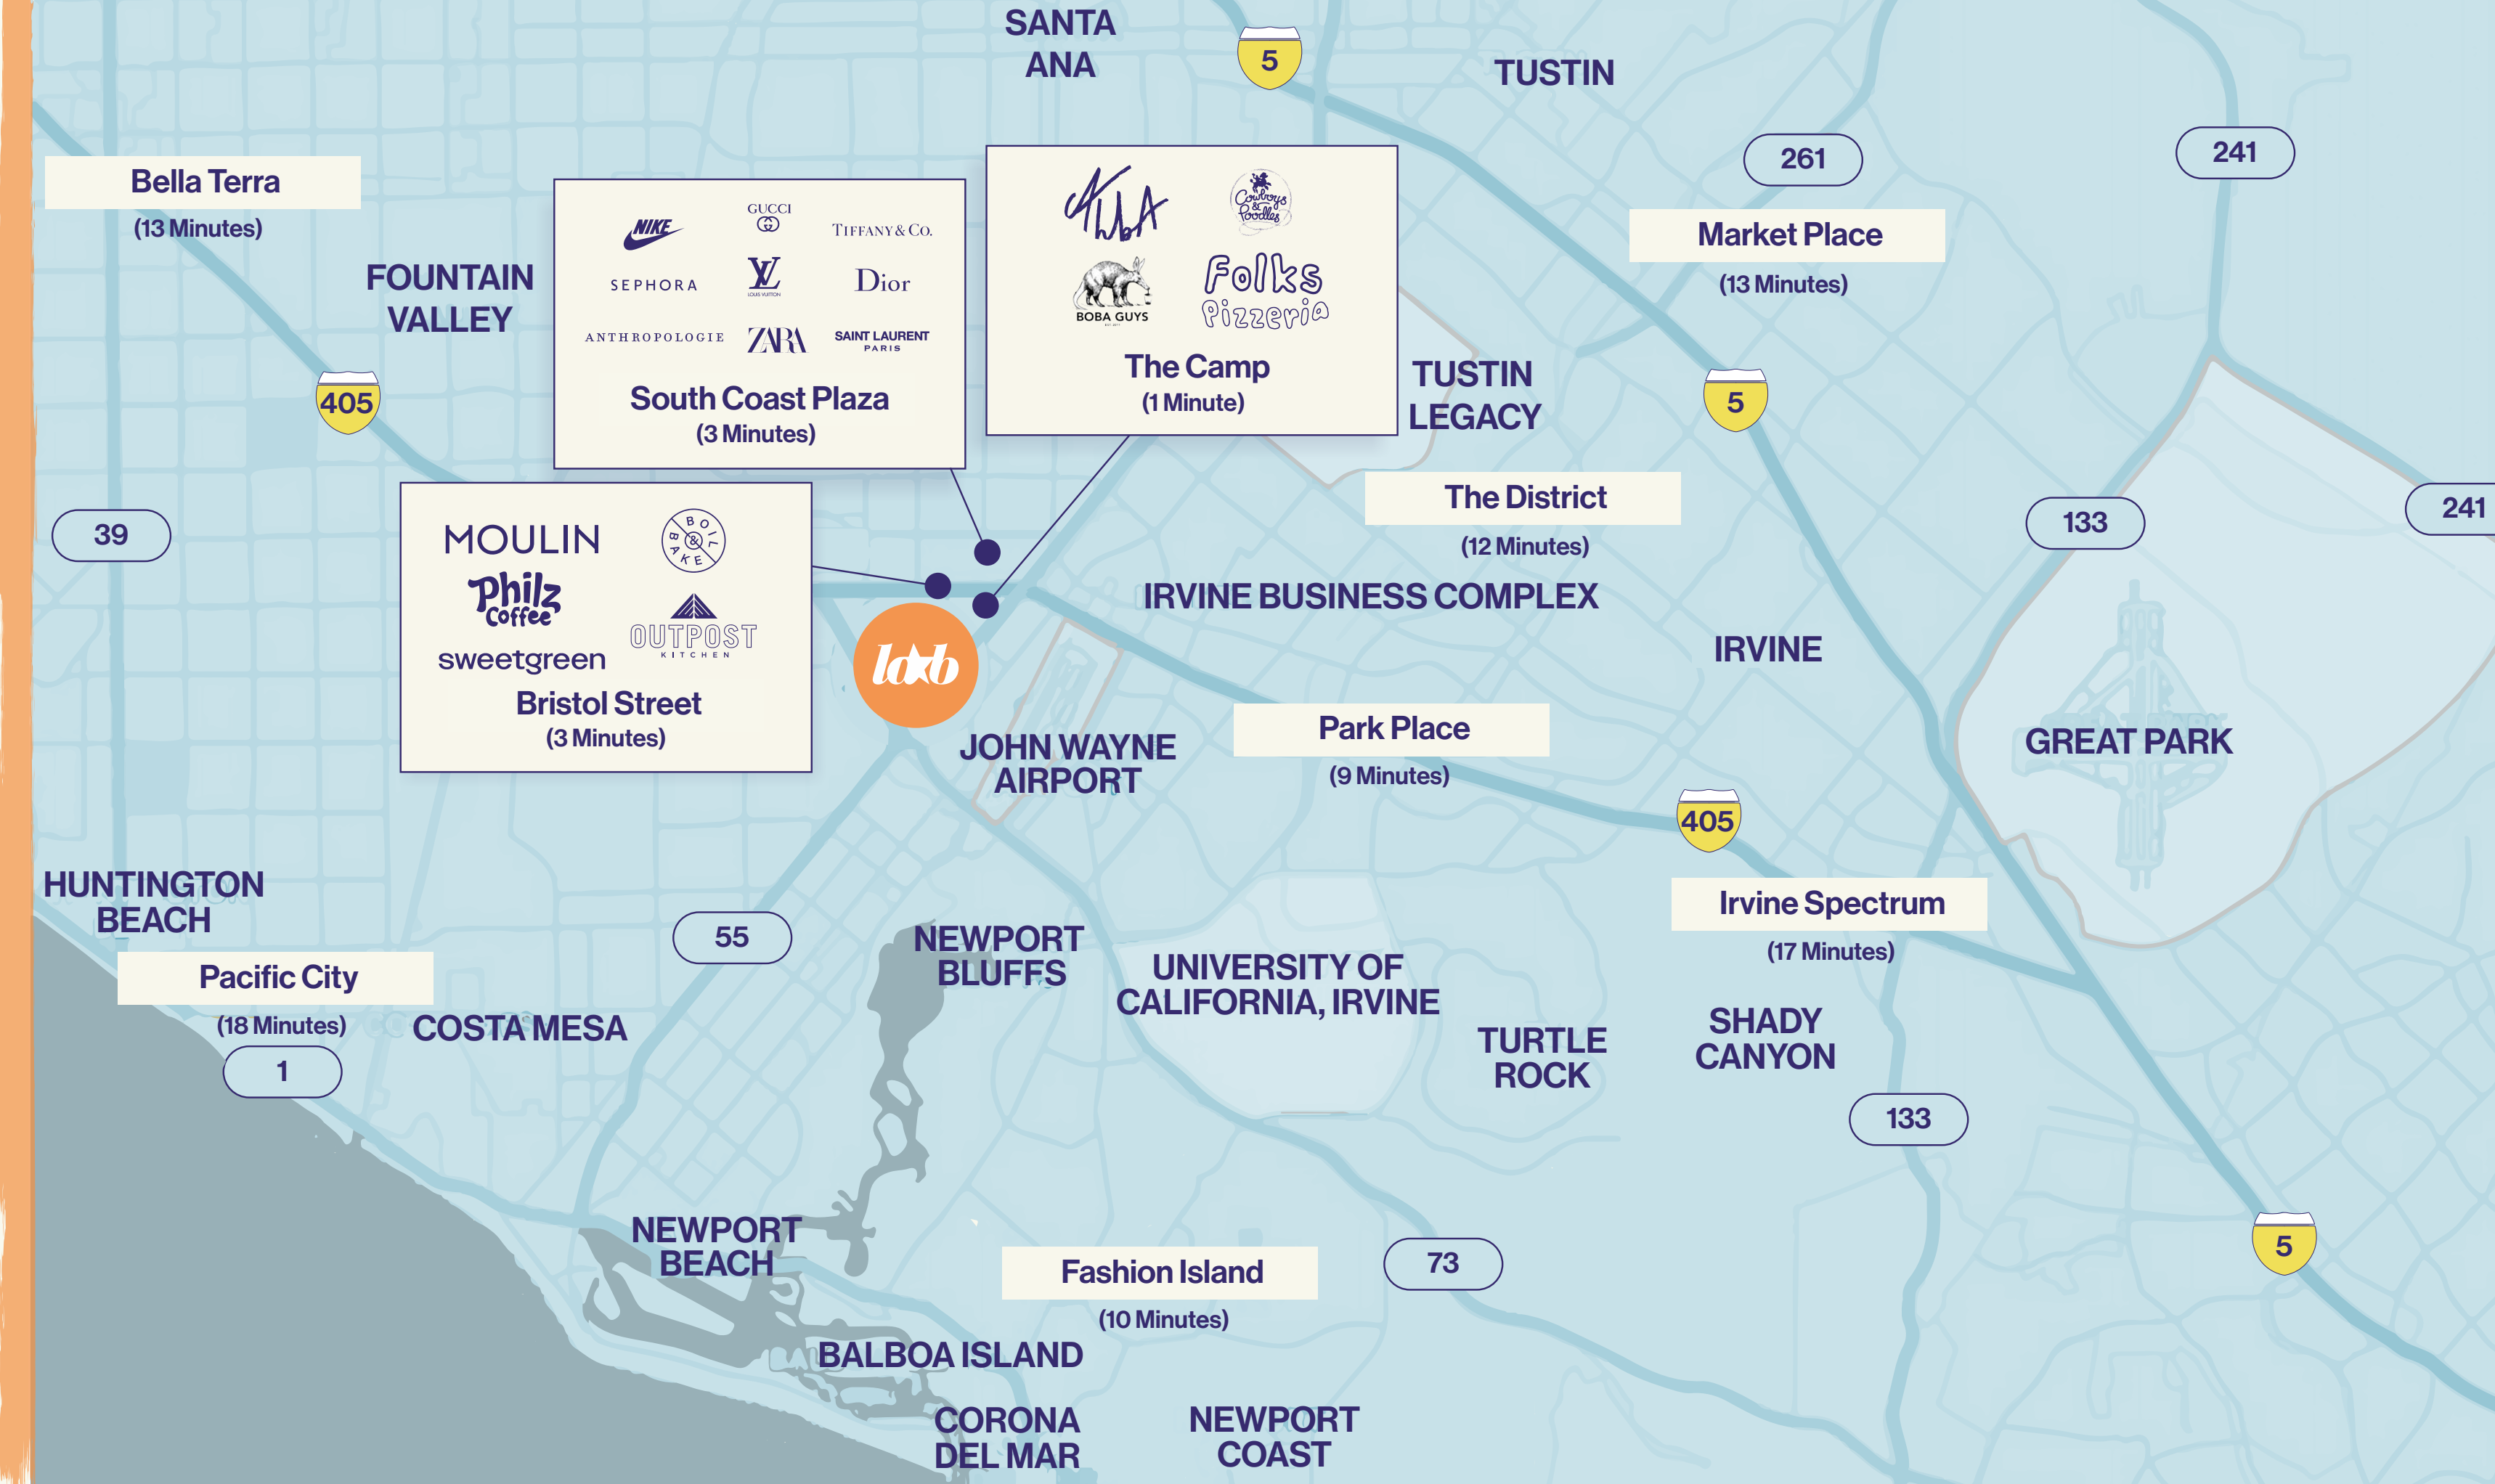 SANTA
ANA
5
TUSTIN
261
241
Bella Terra
(13 Minutes)
FOUNTAIN
VALLEY
405
NIKE
GUCCI
TIFFANY & CO.
SEPHORA
LV
LOUIS VUITTON
Dior
ANTHROPOLOGIE
ZARA
SAINT LAURENT
PARIS
South Coast Plaza
(3 Minutes)
Cowboys
&
Poodles
BOBA GUYS
Folks
Pizzeria
The Camp
(1 Minute)
Market Place
(13 Minutes)
TUSTIN
LEGACY
5
The District
(12 Minutes)
133
241
39
MOULIN
BOIL
&
BAKE
Philz
Coffee
OUTPOST
KITCHEN
sweetgreen
Bristol Street
(3 Minutes)
IRVINE BUSINESS COMPLEX
IRVINE
lab
JOHN WAYNE
AIRPORT
Park Place
(9 Minutes)
GREAT PARK
405
HUNTINGTON
BEACH
Irvine Spectrum
(17 Minutes)
55
NEWPORT
BLUFFS
UNIVERSITY OF
CALIFORNIA, IRVINE
Pacific City
(18 Minutes)
COSTA MESA
1
TURTLE
ROCK
SHADY
CANYON
133
NEWPORT
BEACH
Fashion Island
(10 Minutes)
73
5
BALBOA ISLAND
CORONA
DEL MAR
NEWPORT
COAST